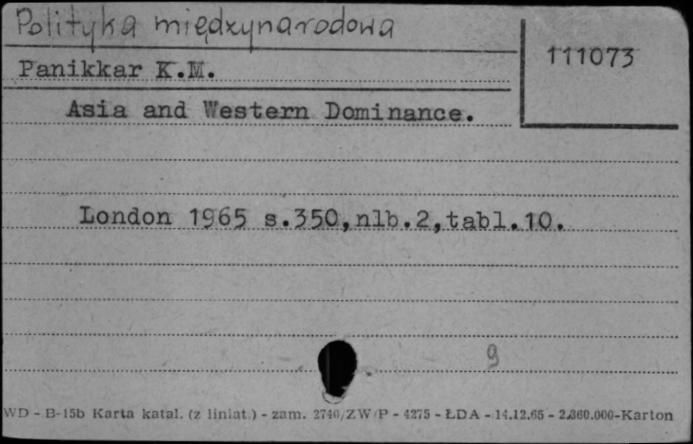 Polityka międzynarodowa
111073
Panikkar K.M.
Asia and Western Dominance.
London 1965 s.350,nlb.2,tabl.10.
9
WD - B-15b Karta katal. (z liniat.) - zam. 2740/ZW/P - 4275 - ŁDA - 14.12.65 - 2.360.000-Karton